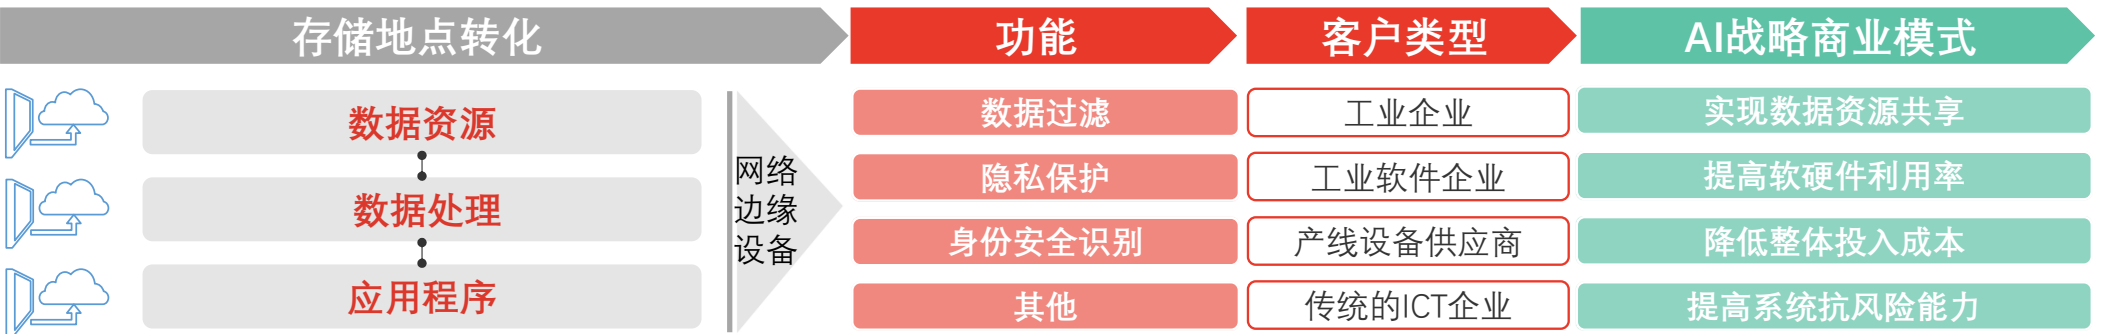 存储地点转化
功能
客户类型
AI战略商业模式
数据资源
数据处理
应用程序
网络
边缘
设备
数据过滤
隐私保护
身份安全识别
其他
工业企业
工业软件企业
产线设备供应商
传统的ICT企业
实现数据资源共享
提高软硬件利用率
降低整体投入成本
提高系统抗风险能力